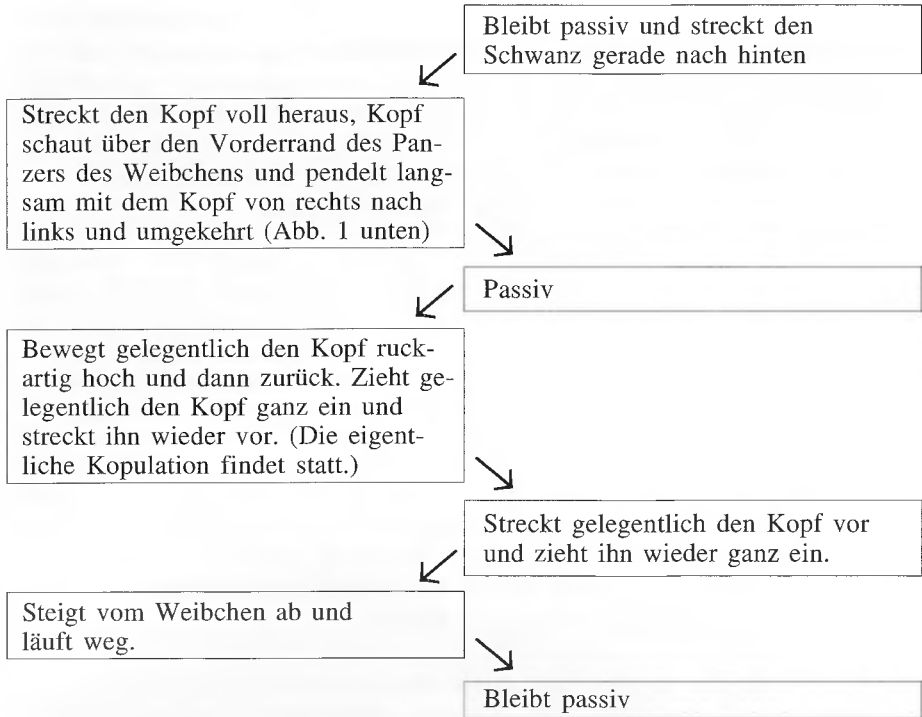 Bleibt passiv und streckt den
Schwanz gerade nach hinten
Streckt den Kopf voll heraus, Kopf
schaut über den Vorderrand des Pan-
zers des Weibchens und pendelt lang-
sam mit dem Kopf von rechts nach
links und umgekehrt (Abb. 1 unten)
Passiv
Bewegt gelegentlich den Kopf ruck-
artig hoch und dann zurück. Zieht ge-
legentlich den Kopf ganz ein und
streckt ihn wieder vor. (Die eigent-
liche Kopulation findet statt.)
Streckt gelegentlich den Kopf vor
und zieht ihn wieder ganz ein.
Steigt vom Weibchen ab und
läuft weg.
Bleibt passiv